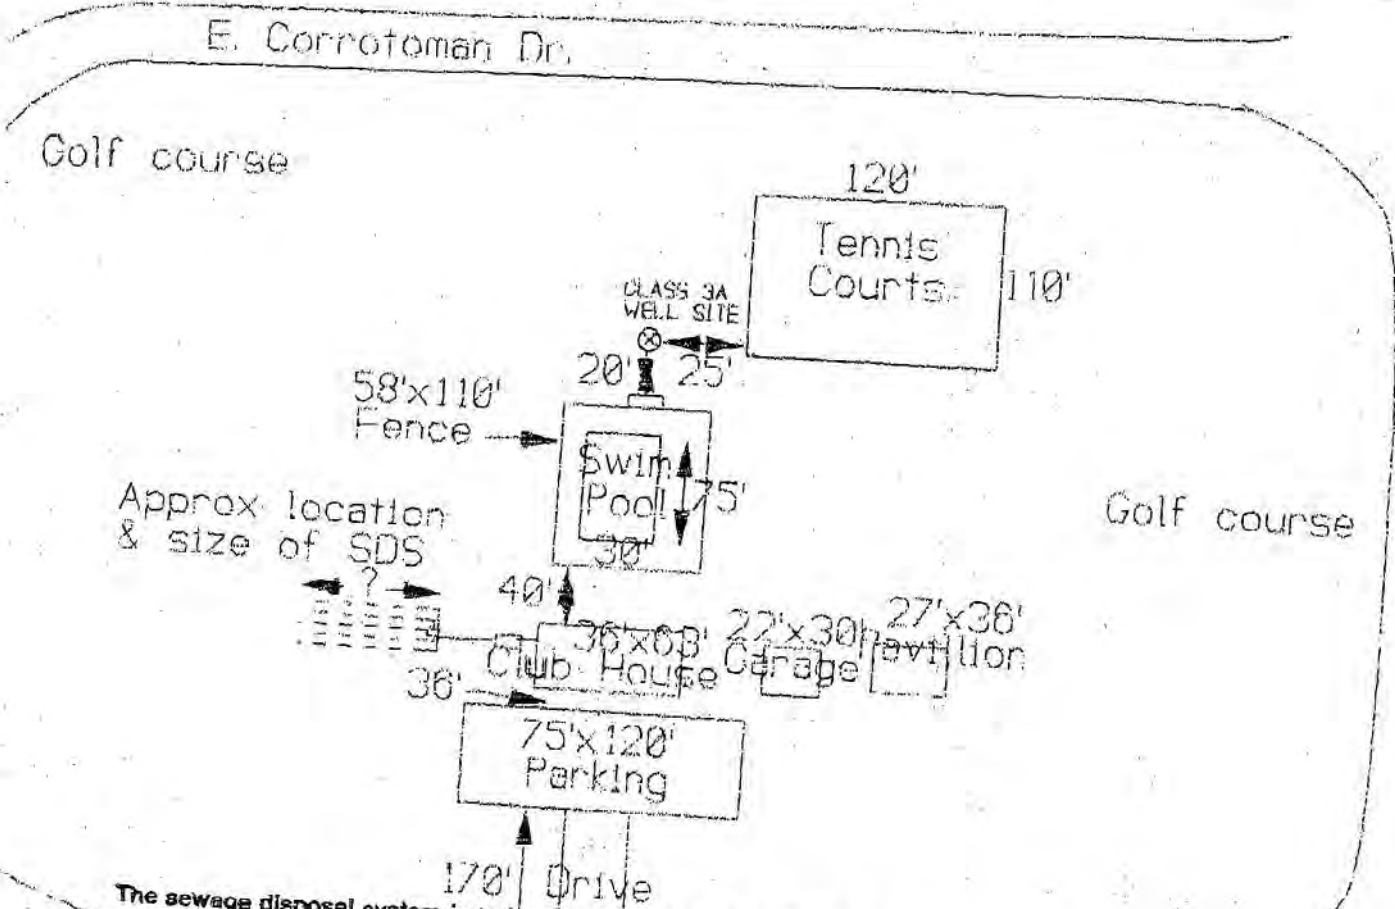 E. Corrotoman Dr.
Golf course
120'
Tennis
Courts
110'
CLASS 3A
WELL SITE
20'
25'
58'x110'
Fence
Swim
Pool
75'
30'
Approx location
& size of SDS
?
Golf course
40'
36'x63'
Club House
22'x30'
Garage
27'x36'
Pavillion
36'
75'x120'
Parking
170'
Drive
The sewage disposal system